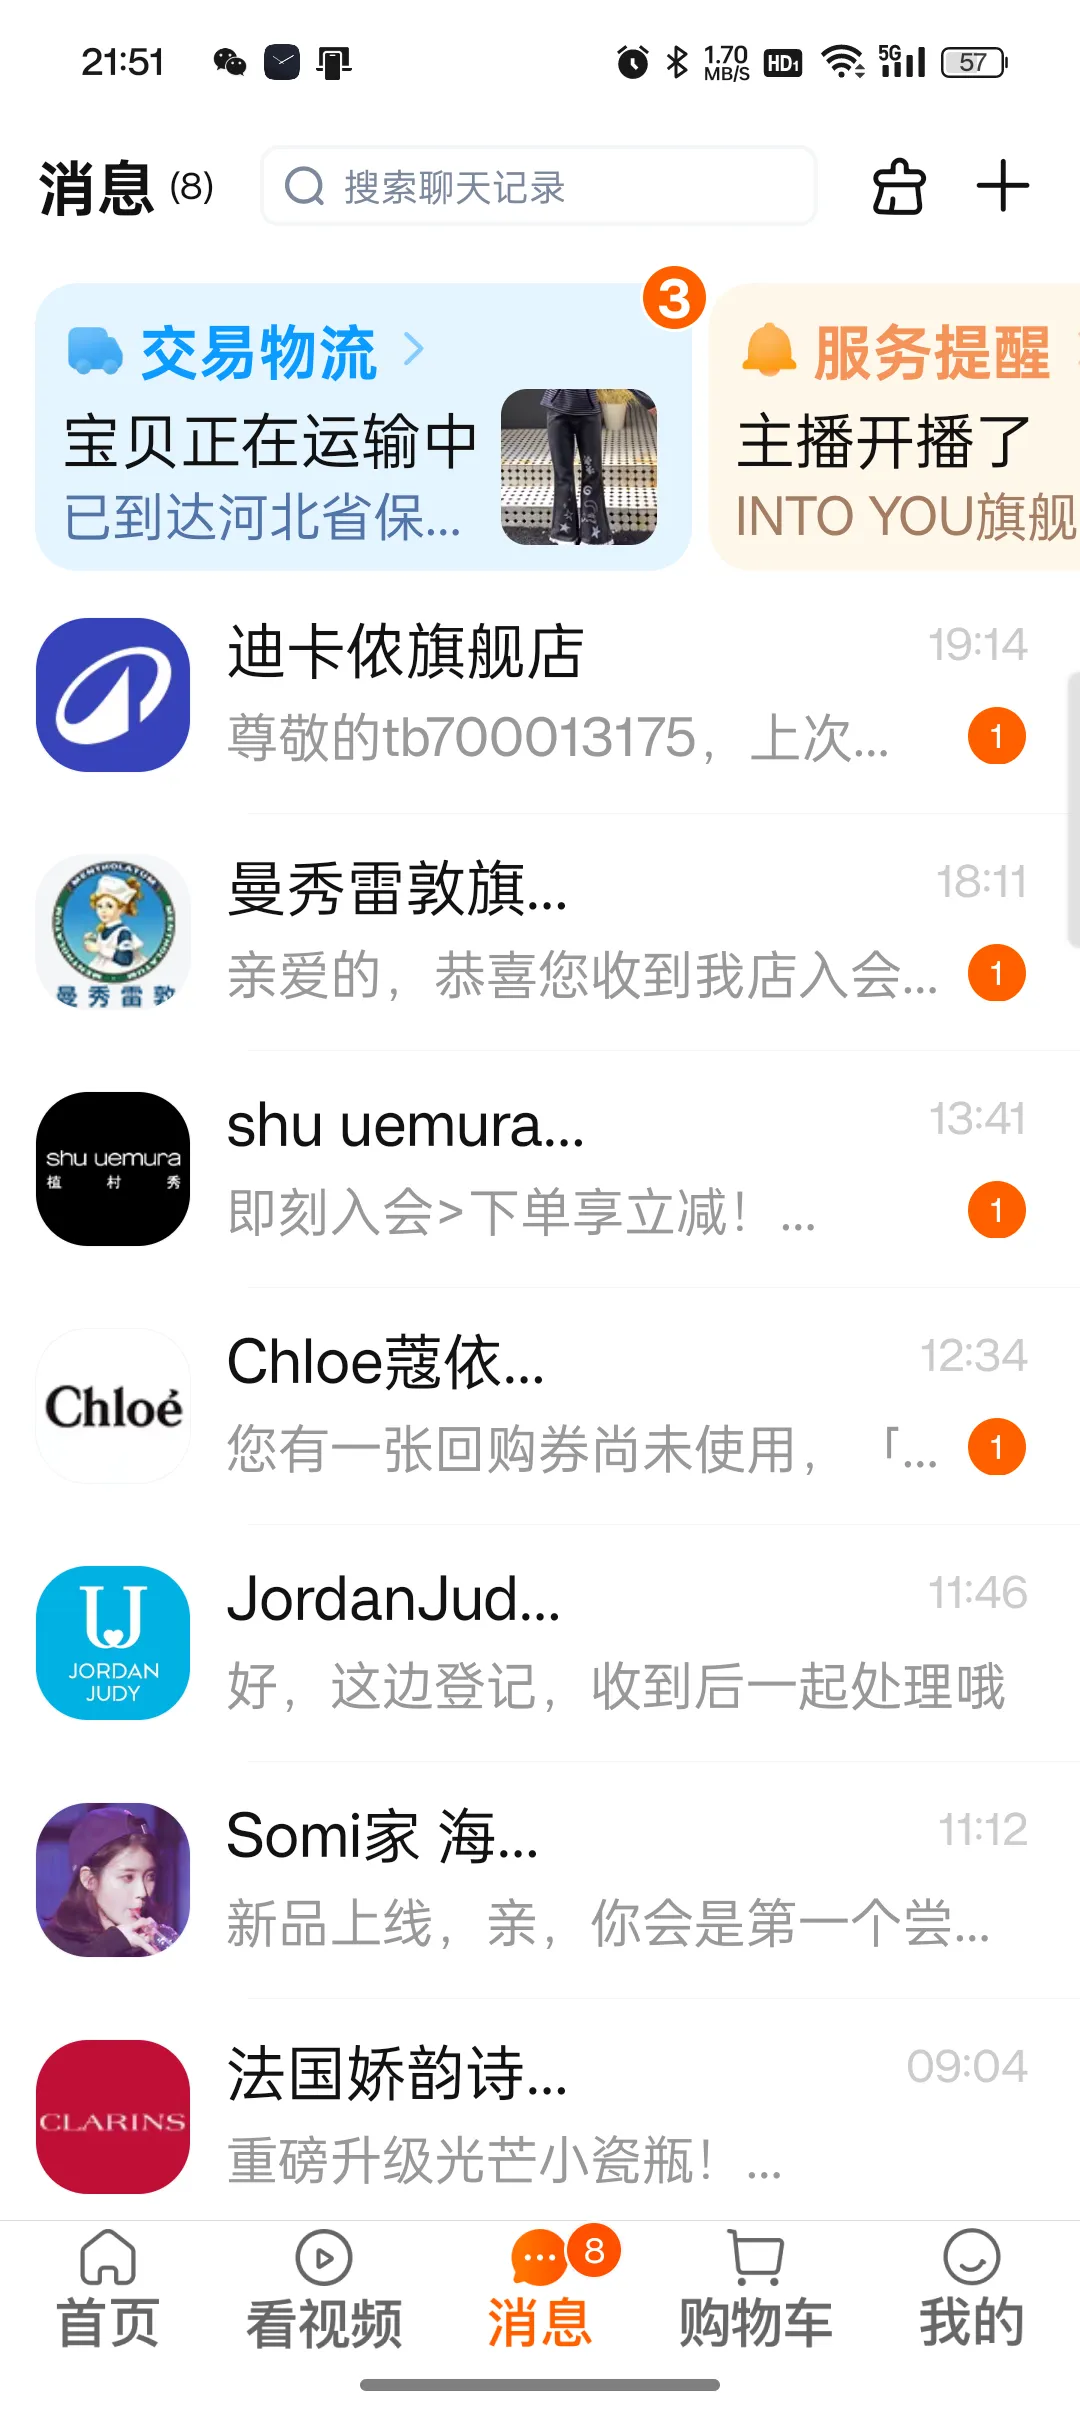 21:51
1.70 MB/S HD1 5G 57
消息 (8)
搜索聊天记录
3
交易物流
宝贝正在运输中
已到达河北省保...
服务提醒
主播开播了
INTO YOU旗舰
迪卡侬旗舰店
19:14
尊敬的tb700013175，上次...
1
MENTHOLATUM
曼秀雷敦
曼秀雷敦旗...
18:11
亲爱的，恭喜您收到我店入会...
1
shu uemura
植村秀
shu uemura...
13:41
即刻入会>下单享立减！...
1
Chloé
Chloe蔻依...
12:34
您有一张回购券尚未使用，「...
1
JORDAN
JUDY
JordanJud...
11:46
好，这边登记，收到后一起处理哦
Somi家 海...
11:12
新品上线，亲，你会是第一个尝...
CLARINS
法国娇韵诗...
09:04
重磅升级光芒小瓷瓶！...
8
首页
看视频
消息
购物车
我的